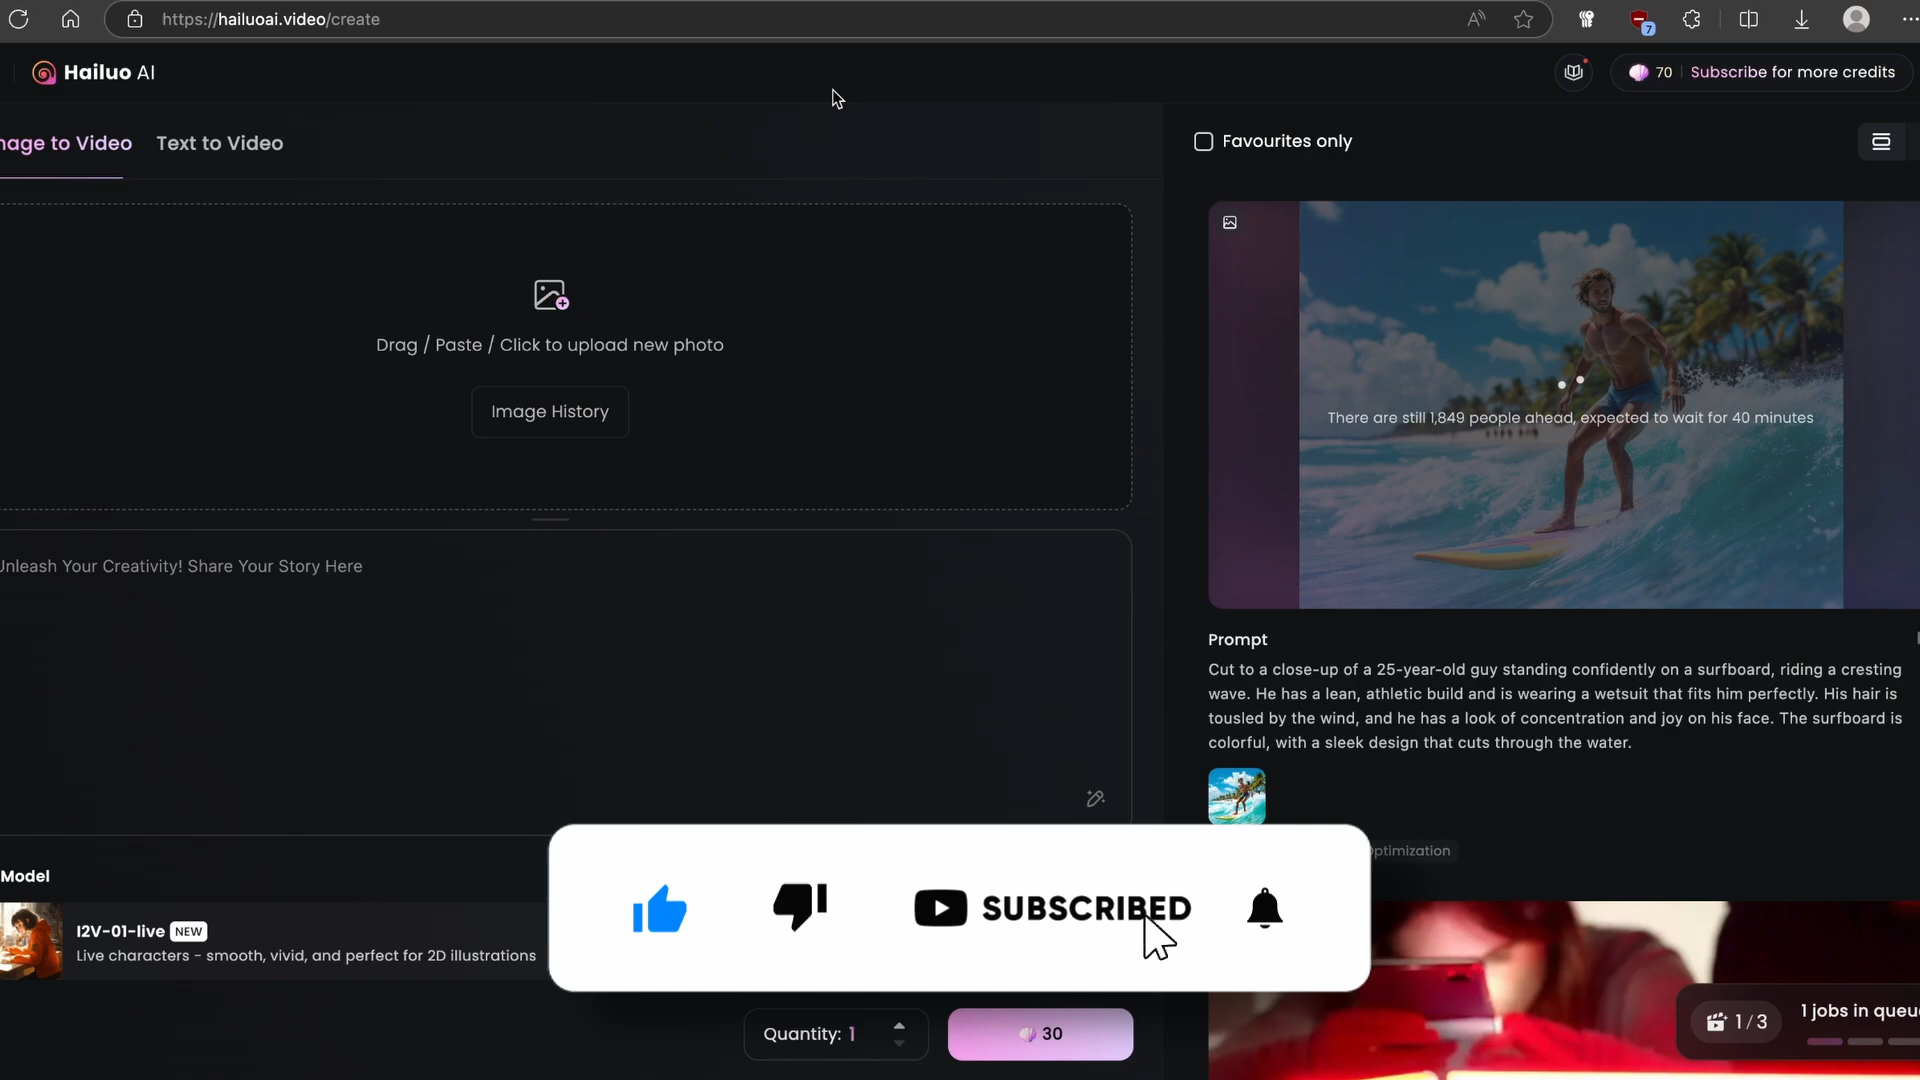 https://hailuoai.video/create
7
Hailuo AI
70 | Subscribe for more credits
mage to Video
Text to Video
Favourites only
Drag / Paste / Click to upload new photo
Image History
There are still 1,849 people ahead, expected to wait for 40 minutes
Unleash Your Creativity! Share Your Story Here
Prompt
Cut to a close-up of a 25-year-old guy standing confidently on a surfboard, riding a cresting
wave. He has a lean, athletic build and is wearing a wetsuit that fits him perfectly. His hair is
tousled by the wind, and he has a look of concentration and joy on his face. The surfboard is
colorful, with a sleek design that cuts through the water.
ptimization
Model
I2V-01-live NEW
Live characters - smooth, vivid, and perfect for 2D illustrations
SUBSCRIBED
Quantity: 1
30
1 / 3
1 jobs in queu